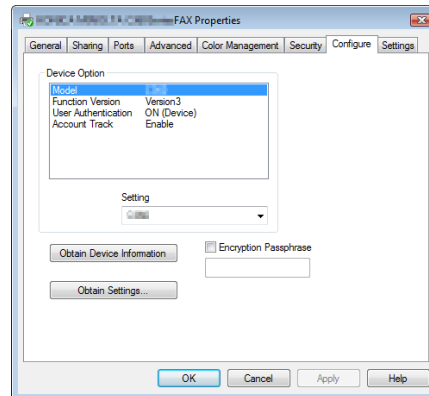 FAX Properties
General Sharing Ports Advanced Color Management Security Configure Settings
Device Option
Model
Function Version Version3
User Authentication ON (Device)
Account Track Enable
Setting
Obtain Device Information
Encryption Passphrase
Obtain Settings...
OK Cancel Apply Help